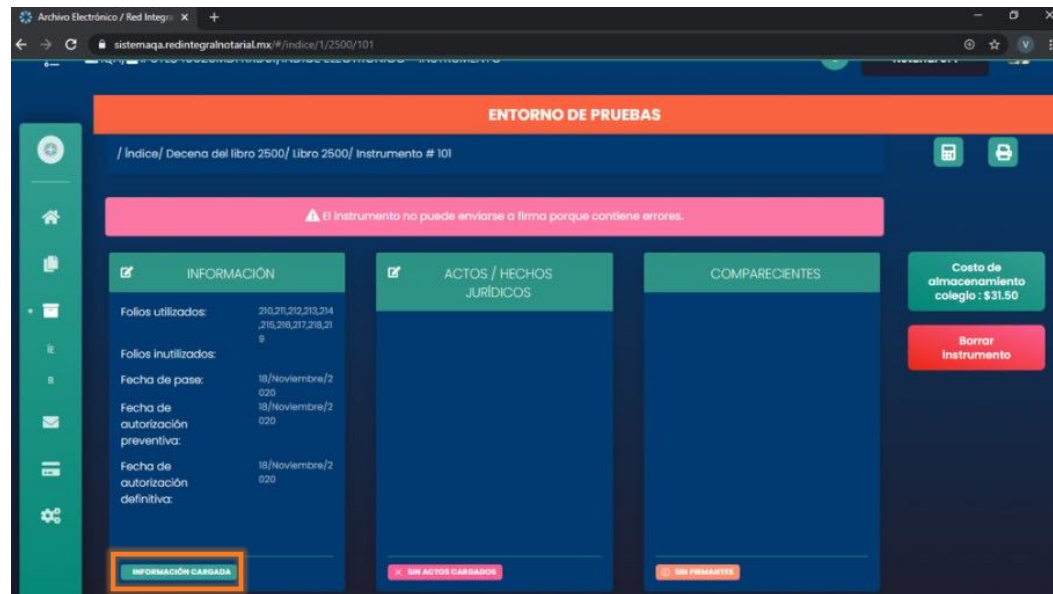 Archivo Electrónico / Red Integr
sistemaqa.redintegralnotarial.mx/#/indice/1/2500/101
V
ENTORNO DE PRUEBAS
/ Índice/ Decena del libro 2500/ Libro 2500/ Instrumento # 101
El instrumento no puede enviarse a firma porque contiene errores.
INFORMACIÓN
Folios utilizados:
210,211,212,213,214
,215,216,217,218,21
9
Folios inutilizados:
Fecha de pase:
18/Noviembre/2
020
Fecha de
autorización
preventiva:
18/Noviembre/2
020
Fecha de
autorización
definitiva:
18/Noviembre/2
020
INFORMACIÓN CARGADA
ACTOS / HECHOS
JURÍDICOS
SIN ACTOS CARGADOS
COMPARECIENTES
SIN FIRMANTES
Costo de
almacenamiento
colegio : $31.50
Borrar
instrumento